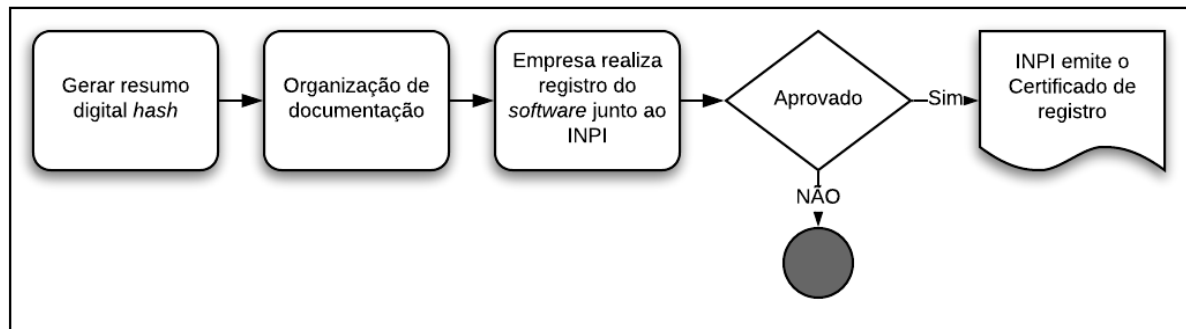 Gerar resumo
digital hash
Organização de
documentação
Empresa realiza
registro do
software junto ao
INPI
Aprovado
Sim
INPI emite o
Certificado de
registro
NÃO